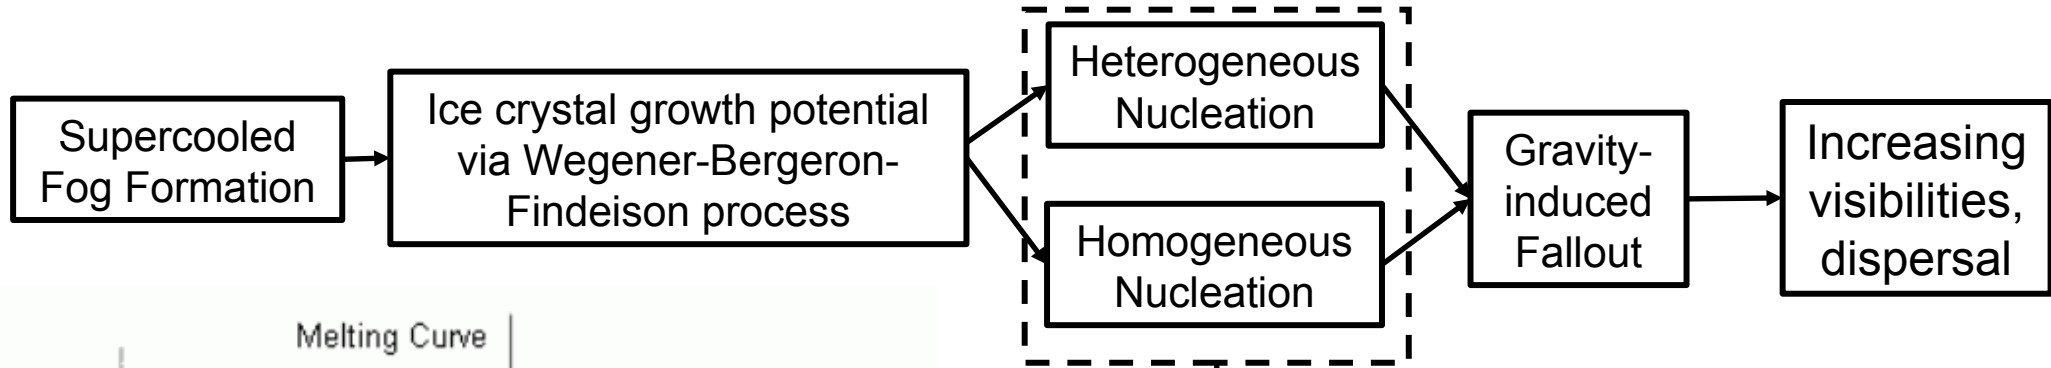 Supercooled
Fog Formation
Ice crystal growth potential
via Wegener-Bergeron-
Findeison process
Heterogeneous
Nucleation
Homogeneous
Nucleation
Gravity-
induced
Fallout
Increasing
visibilities,
dispersal
Melting Curve